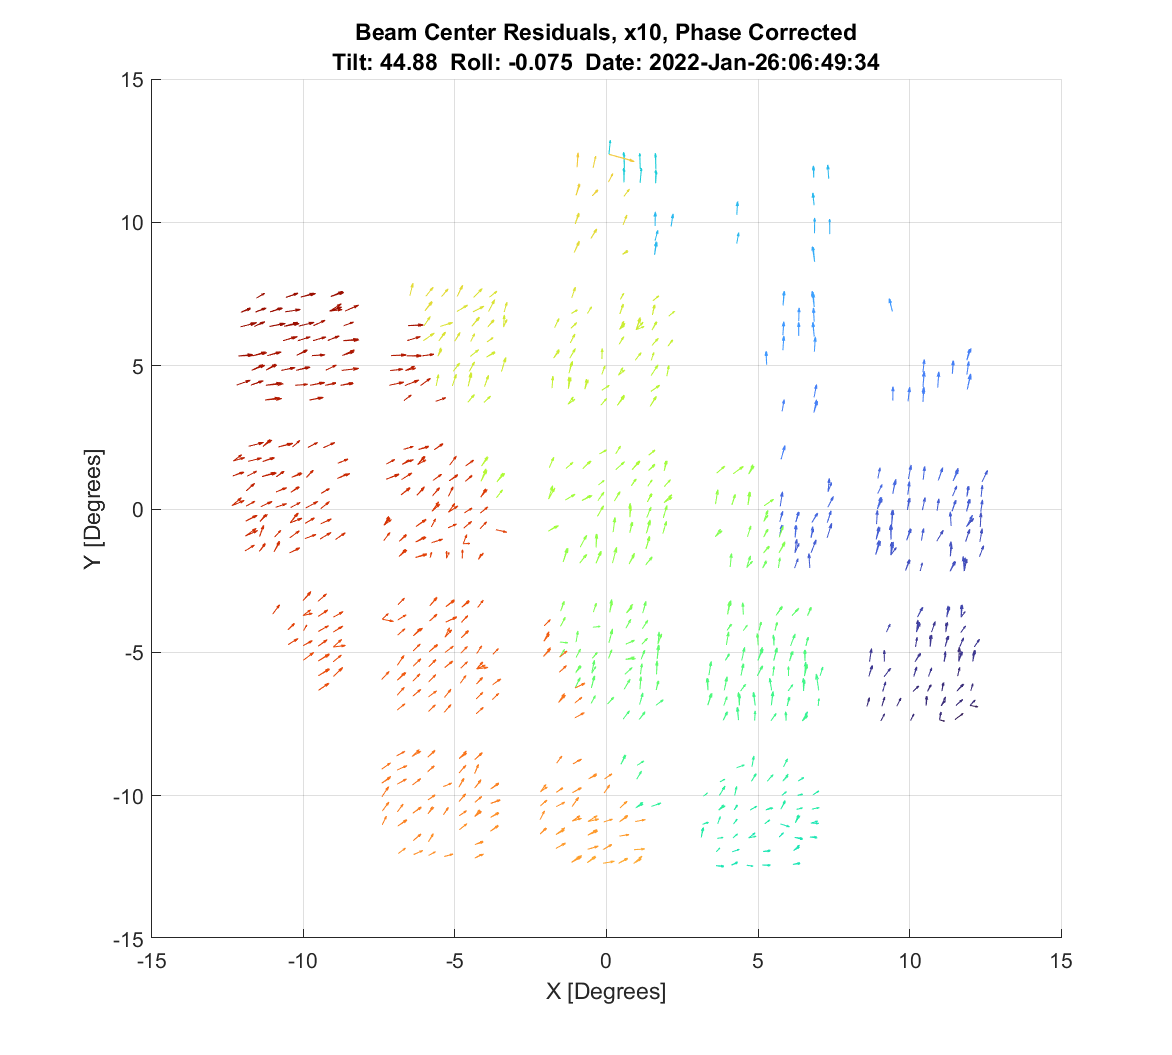 Beam Center Residuals, x10, Phase Corrected
Tilt: 44.88 Roll: -0.075 Date: 2022-Jan-26:06:49:34
15
10
5
0
-5
-10
-15
Y [Degrees]
-15 -10 -5 0 5 10 15
X [Degrees]